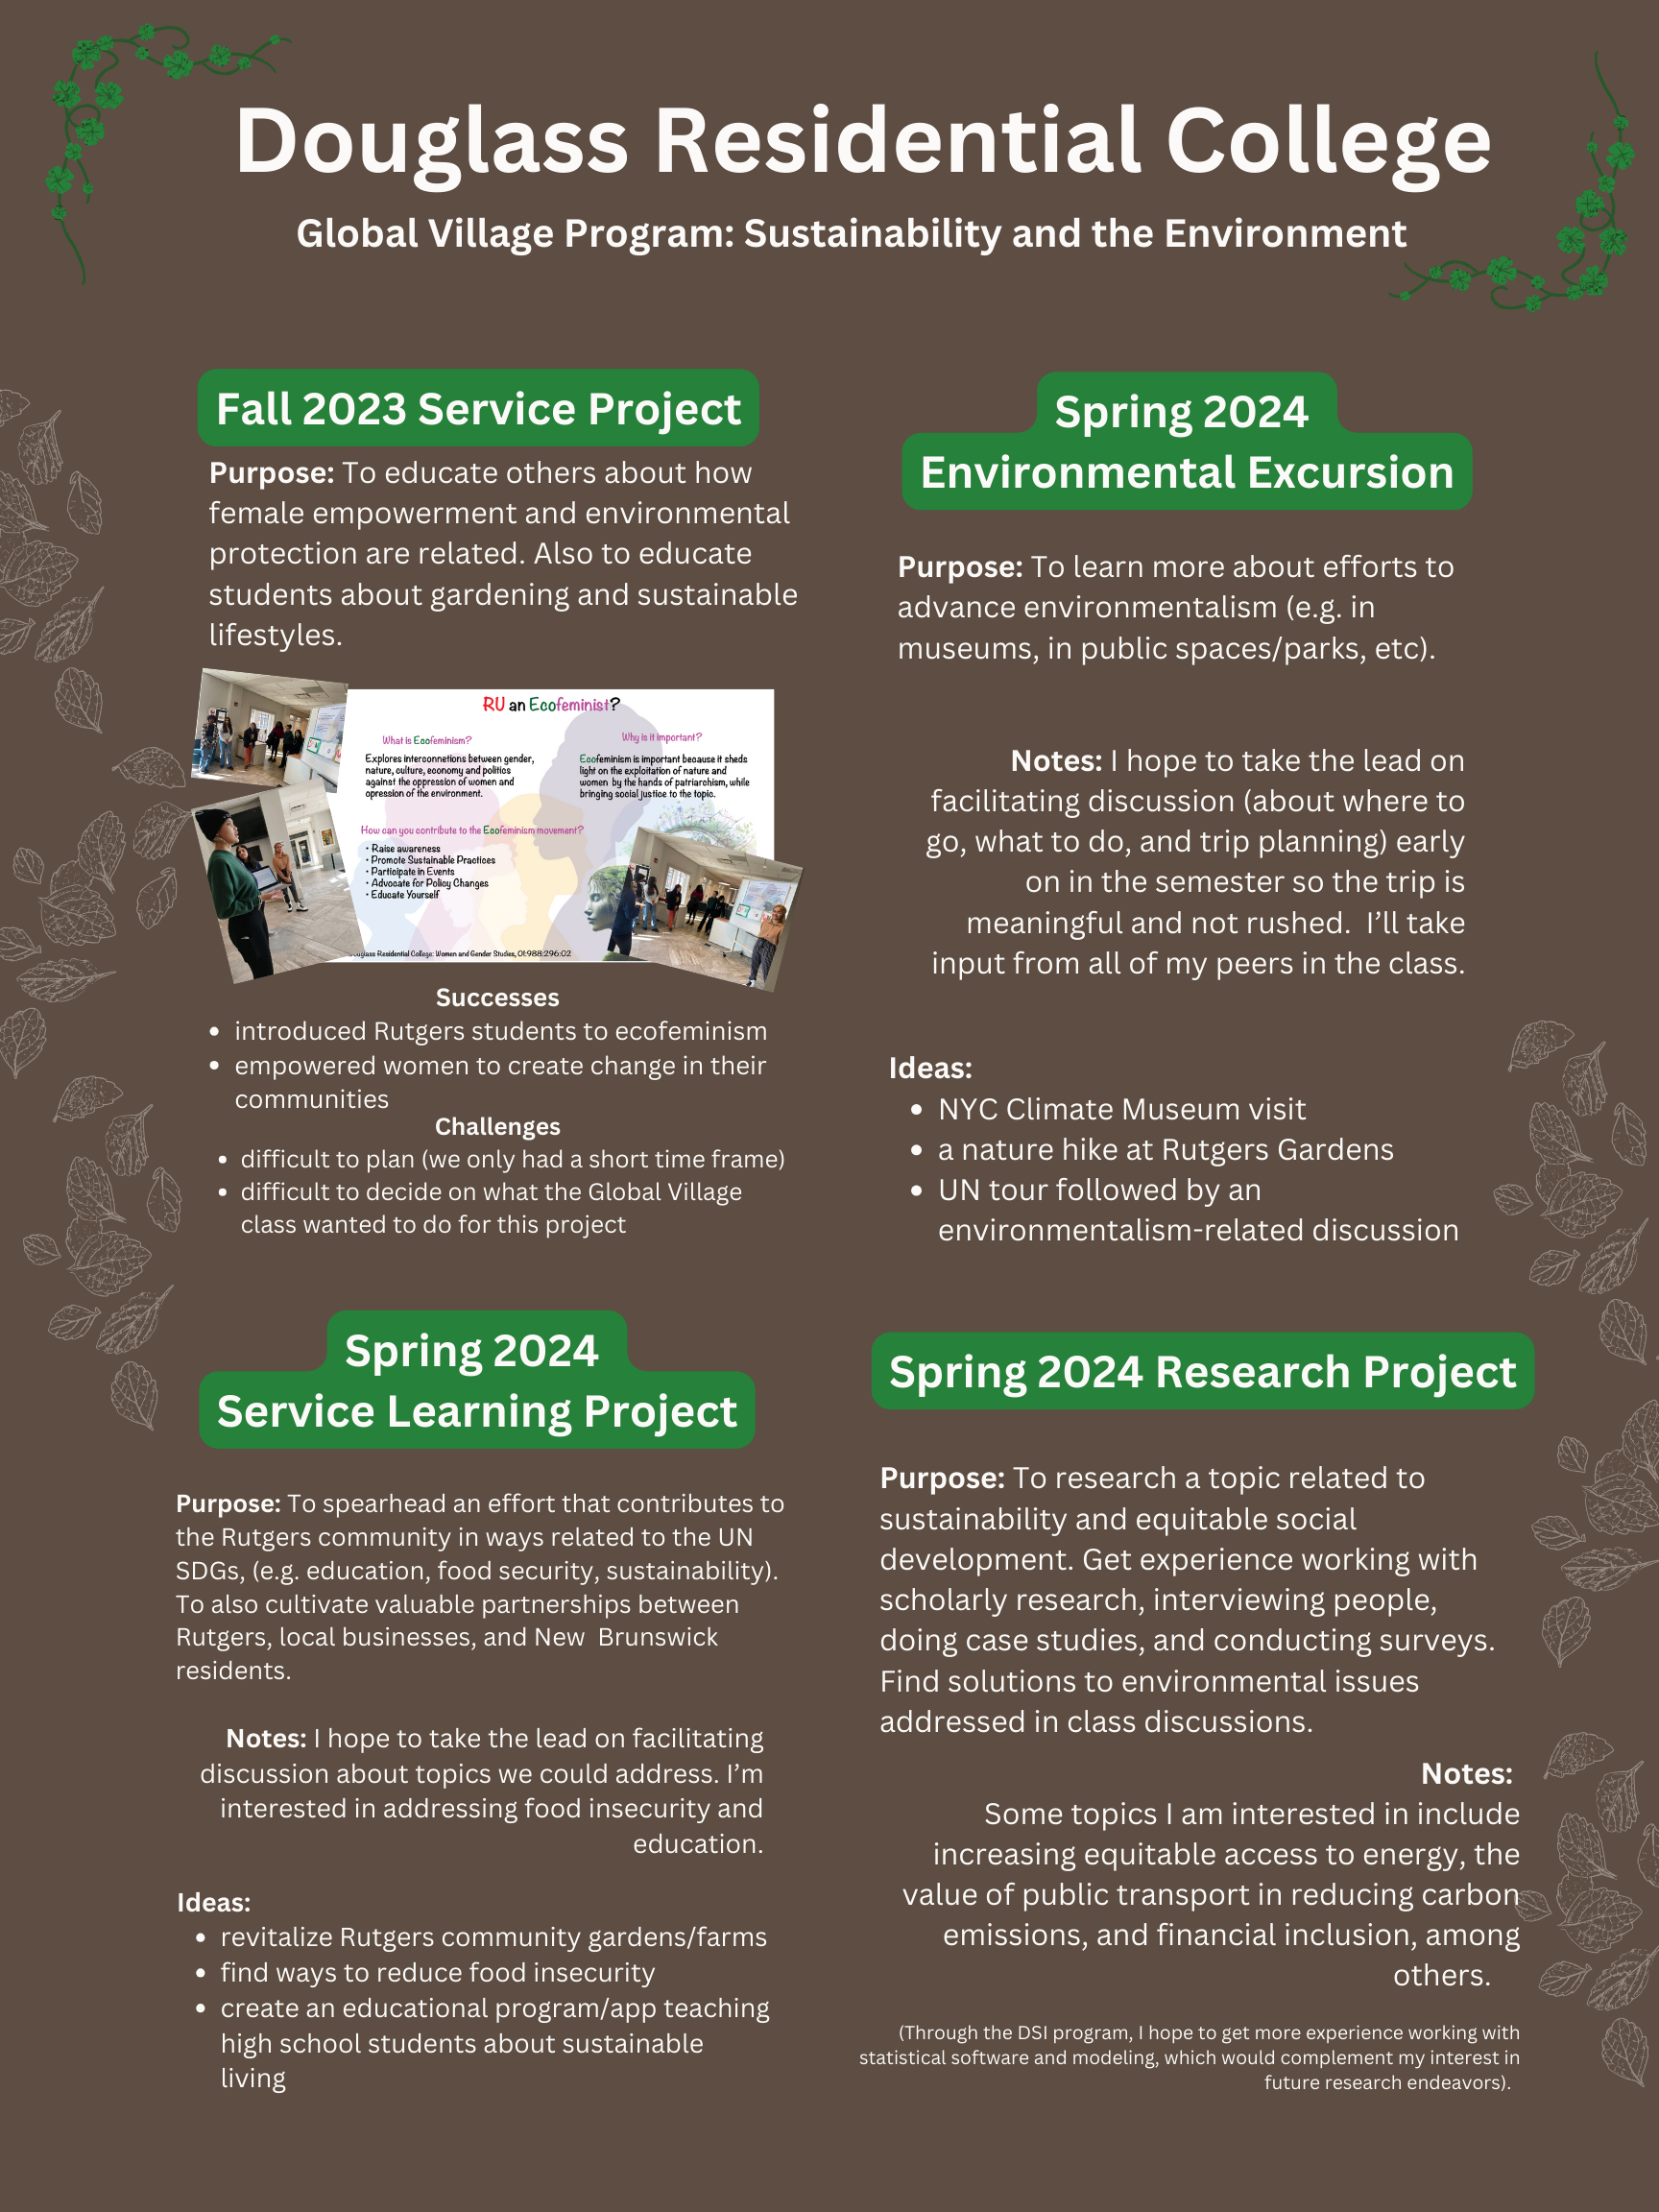 Douglass Residential College
Global Village Program: Sustainability and the Environment
Fall 2023 Service Project
Purpose: To educate others about how
female empowerment and environmental
protection are related. Also to educate
students about gardening and sustainable
lifestyles.
RU an Ecofeminist?
What is Ecofeminism?
Explores interconnetions between gender,
nature, culture, economy and politics
against the oppression of women and
opression of the environment.
Why is it important?
Ecofeminism is important because it sheds
light on the exploitation of nature and
women by the hands of patriarchism, while
bringing social justice to the topic.
How can you contribute to the Ecofeminism movement?
• Raise awareness
• Promote Sustainable Practices
• Participate in Events
• Advocate for Policy Changes
• Educate Yourself
Residential College: Women and Gender Studies, 01:988:296:02
Successes
• introduced Rutgers students to ecofeminism
• empowered women to create change in their
communities
Challenges
• difficult to plan (we only had a short time frame)
• difficult to decide on what the Global Village
class wanted to do for this project
Spring 2024
Environmental Excursion
Purpose: To learn more about efforts to
advance environmentalism (e.g. in
museums, in public spaces/parks, etc).
Notes: I hope to take the lead on
facilitating discussion (about where to
go, what to do, and trip planning) early
on in the semester so the trip is
meaningful and not rushed. I’ll take
input from all of my peers in the class.
Ideas:
• NYC Climate Museum visit
• a nature hike at Rutgers Gardens
• UN tour followed by an
environmentalism-related discussion
Spring 2024
Service Learning Project
Purpose: To spearhead an effort that contributes to
the Rutgers community in ways related to the UN
SDGs, (e.g. education, food security, sustainability).
To also cultivate valuable partnerships between
Rutgers, local businesses, and New Brunswick
residents.
Notes: I hope to take the lead on facilitating
discussion about topics we could address. I’m
interested in addressing food insecurity and
education.
Ideas:
• revitalize Rutgers community gardens/farms
• find ways to reduce food insecurity
• create an educational program/app teaching
high school students about sustainable
living
Spring 2024 Research Project
Purpose: To research a topic related to
sustainability and equitable social
development. Get experience working with
scholarly research, interviewing people,
doing case studies, and conducting surveys.
Find solutions to environmental issues
addressed in class discussions.
Notes:
Some topics I am interested in include
increasing equitable access to energy, the
value of public transport in reducing carbon
emissions, and financial inclusion, among
others.
(Through the DSI program, I hope to get more experience working with
statistical software and modeling, which would complement my interest in
future research endeavors).